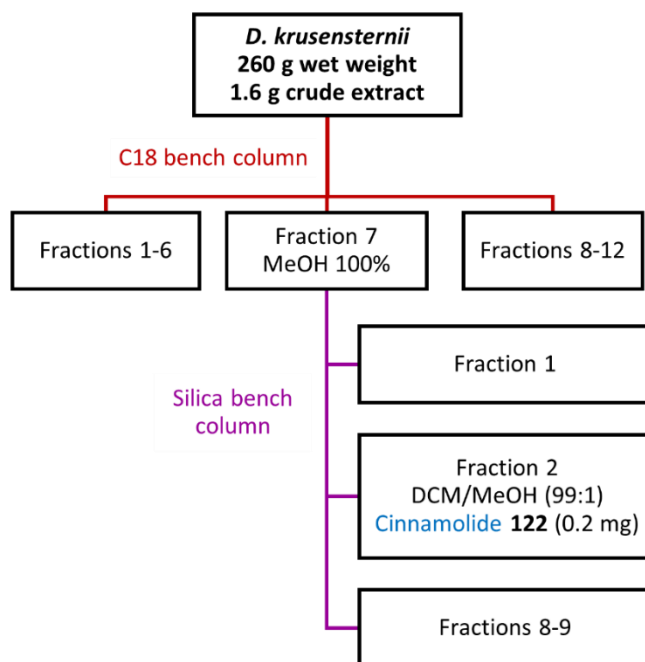 D. krusensternii
260 g wet weight
1.6 g crude extract
C18 bench column
Fractions 1-6
Fraction 7
MeOH 100%
Fractions 8-12
Fraction 1
Silica bench
column
Fraction 2
DCM/MeOH (99:1)
Cinnamolide 122 (0.2 mg)
Fractions 8-9